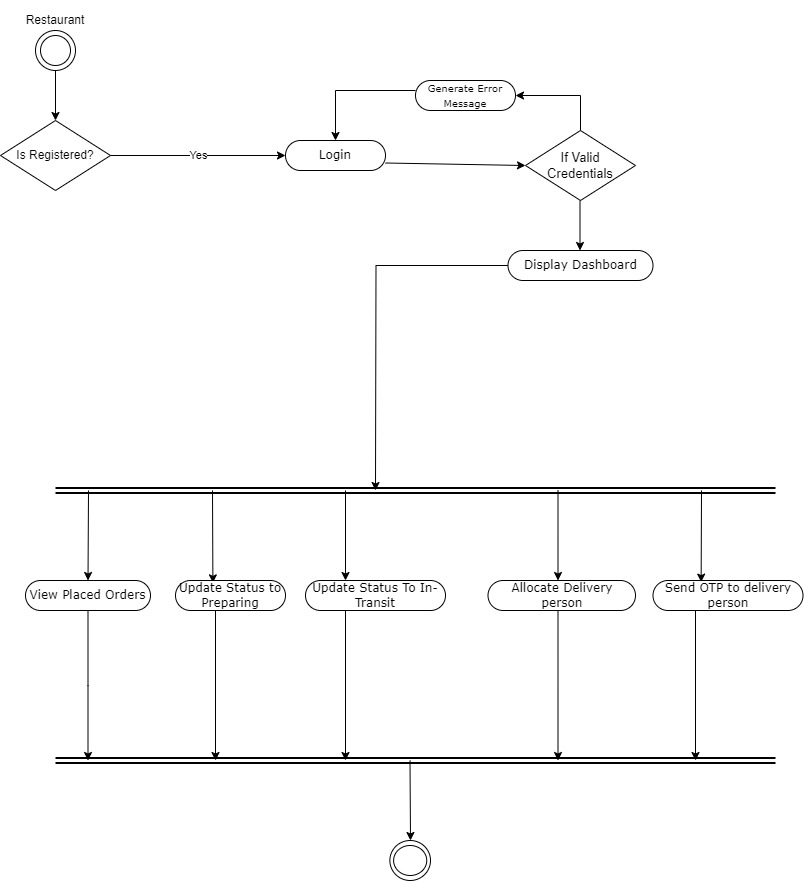 Restaurant
Generate Error
Message
Is Registered?
Yes
Login
If Valid
Credentials
Display Dashboard
View Placed Orders
Update Status to
Preparing
Update Status To In-
Transit
Allocate Delivery
person
Send OTP to delivery
person